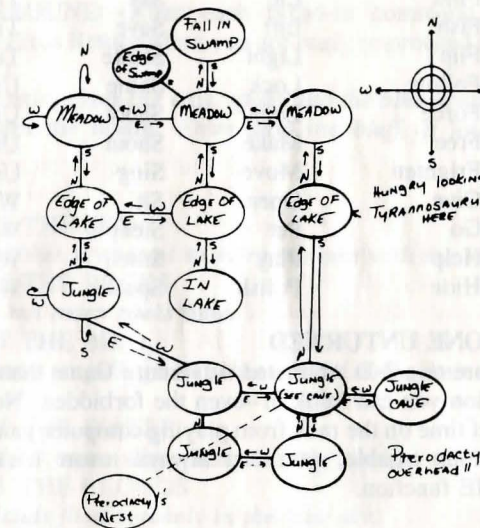 FALL IN
SWAMP
Edge
of Swamp
N
N
S
MEADOW
W
E
MEADOW
W
E
MEADOW
W
N
S
W
S
N
S
N
S
N
S
Edge of
LAKE
W
E
Edge of
LAKE
Edge of
LAKE
HUNGRY LOOKING
TYRANNOSAURUS
HERE
N
S
N
S
S
W
JUNGLE
IN
LAKE
S
E
W
N
JUNGLE
W
E
JUNGLE
(SEE CAVE)
W
E
JUNGLE
CAVE
N
JUNGLE
W
E
JUNGLE
PTERODACTY
OVERHEAD !!
PTERODACTYL'S
NEST